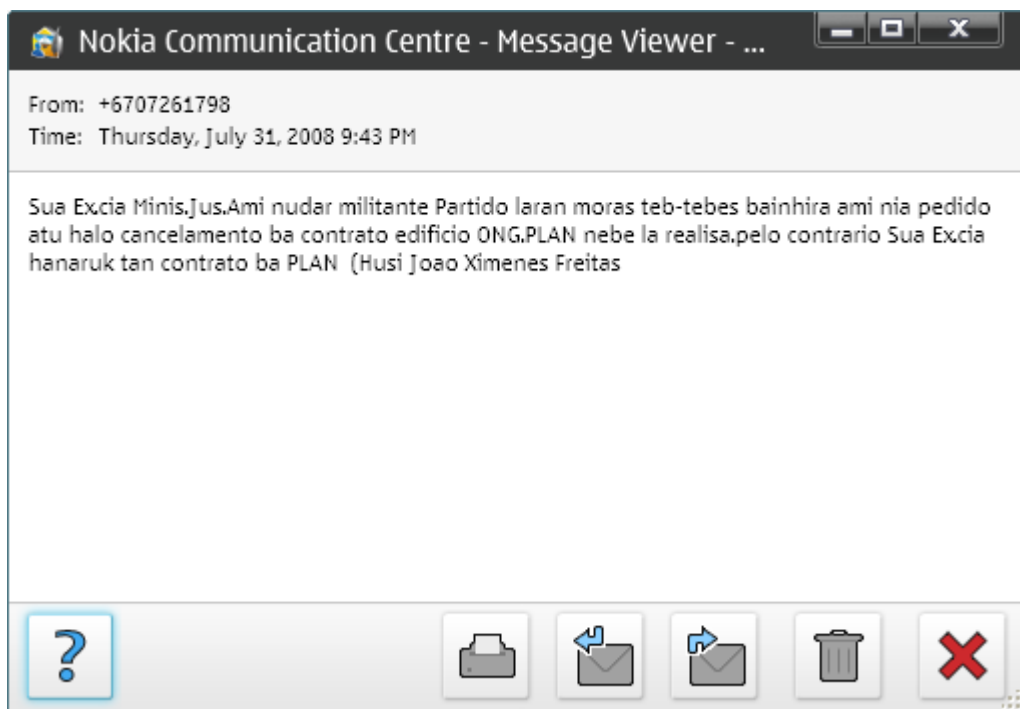 Nokia Communication Centre - Message Viewer - ...
From: +6707261798
Time: Thursday, July 31, 2008 9:43 PM
Sua Ex.cia Minis.Jus.Ami nudar militante Partido laran moras teb-tebes bainhira ami nia pedido
atu halo cancelamento ba contrato edificio ONG.PLAN nebe la realisa.pelo contrario Sua Ex.cia
hanaruk tan contrato ba PLAN  (Husi Joao Ximenes Freitas